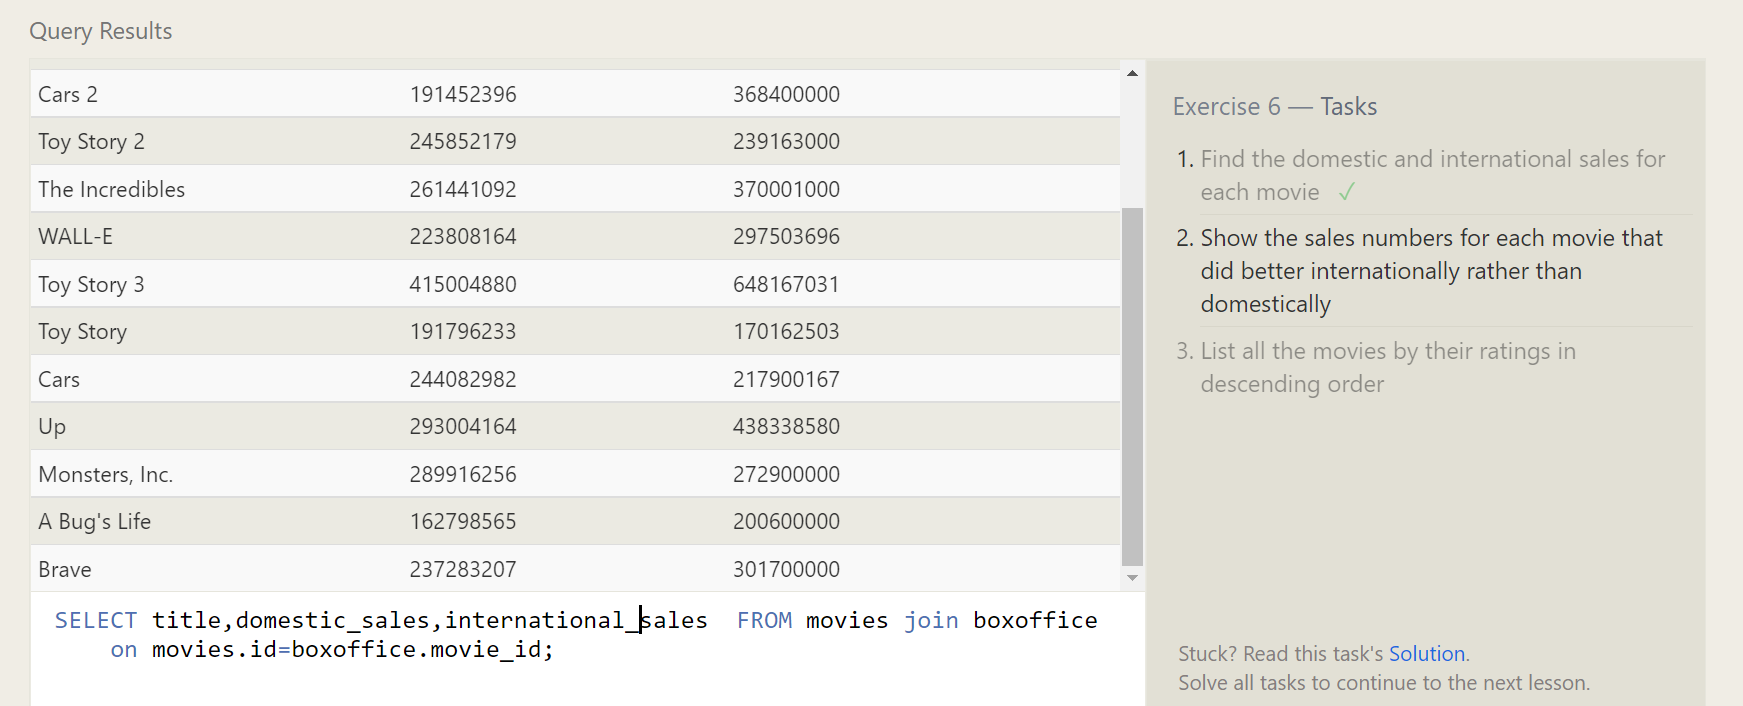 Query Results
Cars 2 191452396 368400000
Toy Story 2 245852179 239163000
The Incredibles 261441092 370001000
WALL-E 223808164 297503696
Toy Story 3 415004880 648167031
Toy Story 191796233 170162503
Cars 244082982 217900167
Up 293004164 438338580
Monsters, Inc. 289916256 272900000
A Bug's Life 162798565 200600000
Brave 237283207 301700000
SELECT title,domestic_sales,international_sales  FROM movies join boxoffice
on movies.id=boxoffice.movie_id;
Exercise 6 — Tasks
1. Find the domestic and international sales for
each movie ✓
2. Show the sales numbers for each movie that
did better internationally rather than
domestically
3. List all the movies by their ratings in
descending order
Stuck? Read this task's Solution.
Solve all tasks to continue to the next lesson.